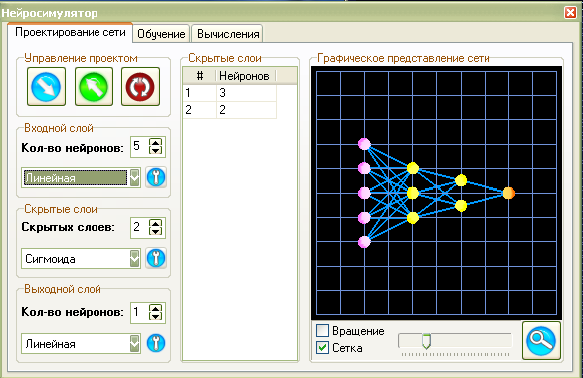 Нейросимулятор
Проектирование сети
Обучение
Вычисления
Управление проектом
Входной слой
Кол-во нейронов: 5
Линейная
Скрытые слои
Скрытых слоев: 2
Сигмоида
Выходной слой
Кол-во нейронов: 1
Линейная
Скрытые слои
# Нейронов
1 3
2 2
Графическое представление сети
Вращение
Сетка